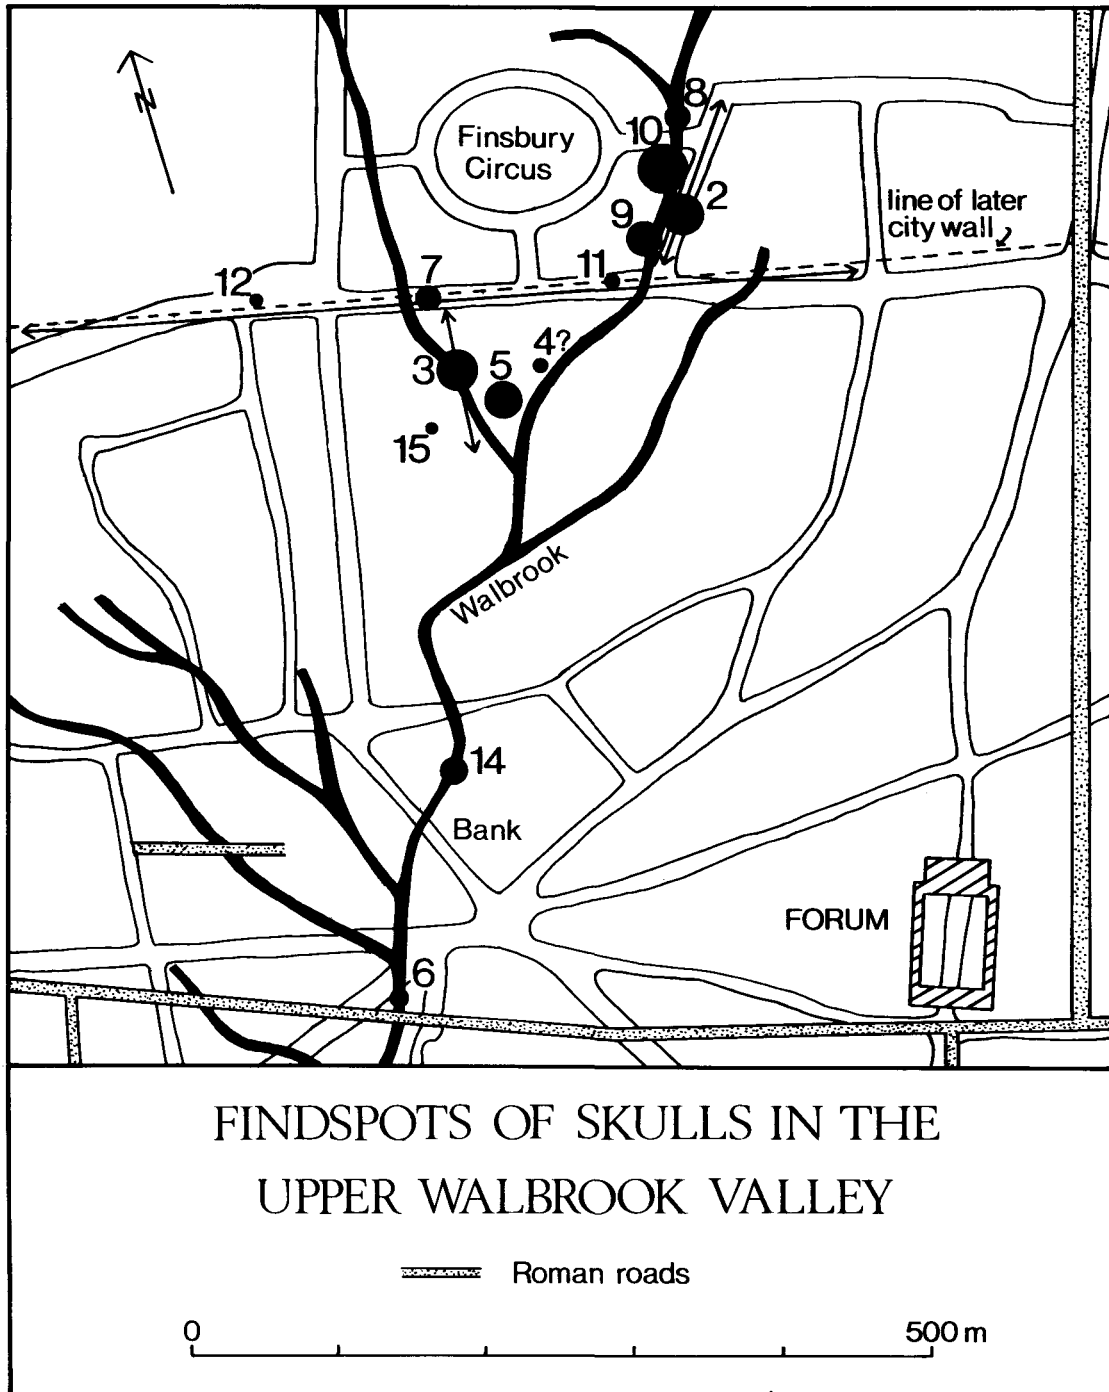 N
Finsbury
Circus
8
10
2
9
line of later
city wall
12
7
11
3
5
4?
15
Walbrook
14
Bank
FORUM
6
FINDSPOTS OF SKULLS IN THE
UPPER WALBROOK VALLEY
Roman roads
0
500 m